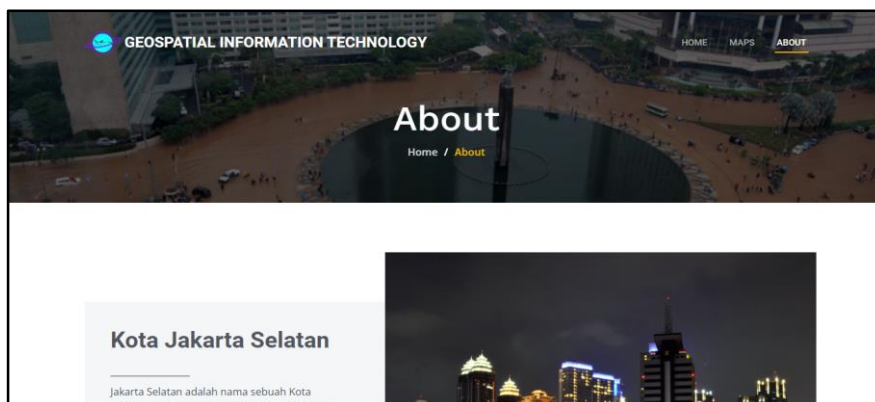 GEOSPATIAL INFORMATION TECHNOLOGY
HOME MAPS ABOUT
About
Home / About
Kota Jakarta Selatan
Jakarta Selatan adalah nama sebuah Kota